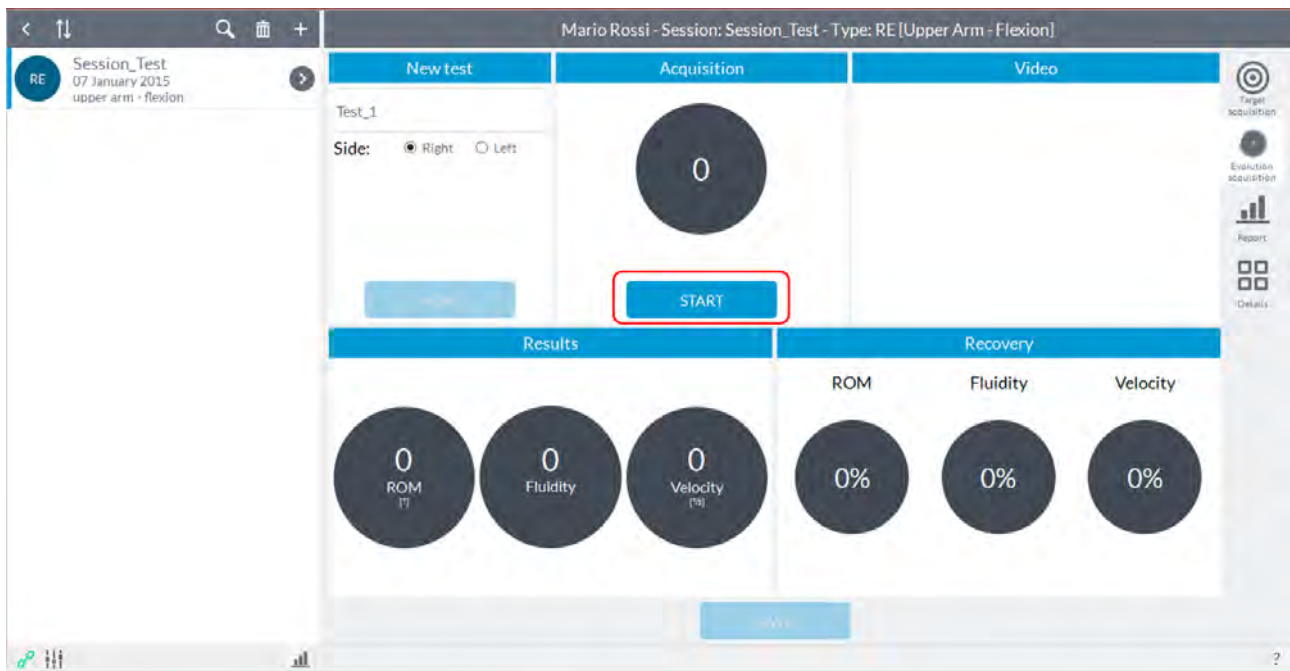 Mario Rossi - Session: Session_Test - Type: RE [Upper Arm - Flexion]
RE
Session_Test
07 January 2015
upper arm - flexion
New test
Acquisition
Video
Test_1
Side: Right Left
0
START
Target
acquisition
Evolution
acquisition
Report
Details
Results
Recovery
ROM Fluidity Velocity
0
ROM
[°]
0
Fluidity
0
Velocity
0% 0% 0%
?